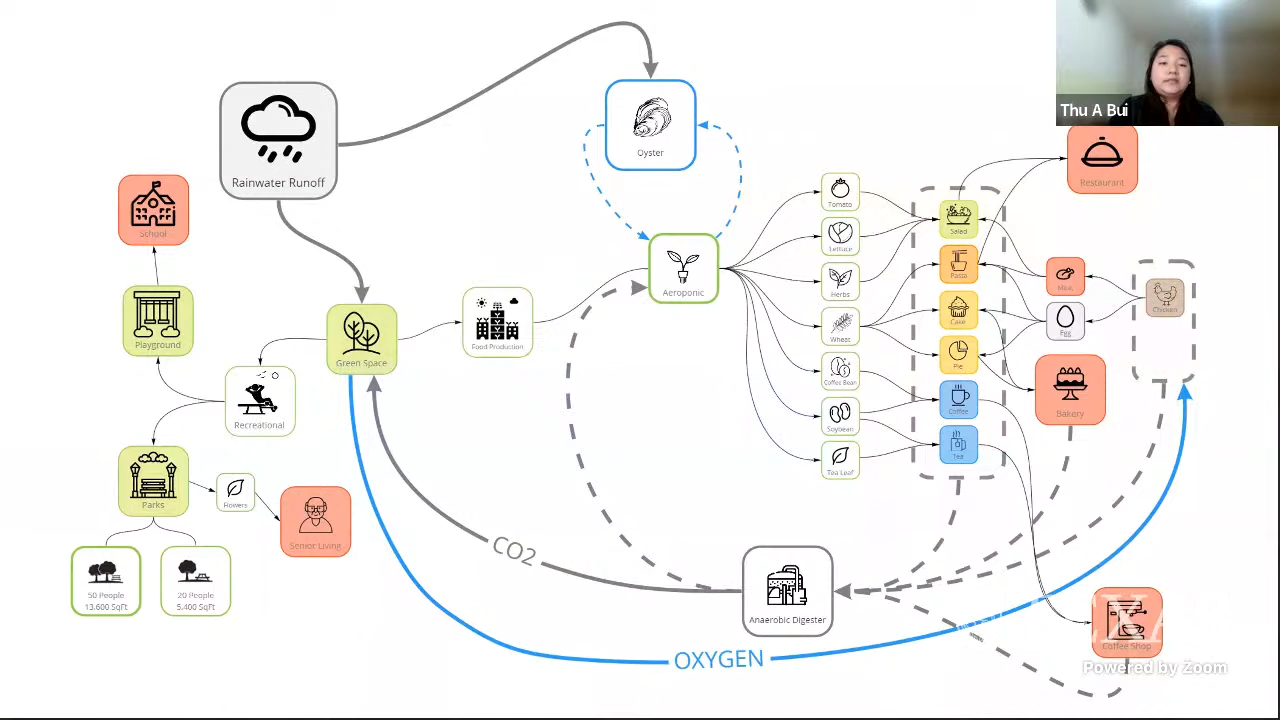 Thu A Bui
Oyster
Rainwater Runoff
Restaurant
Tomato
School
Salad
Lettuce
Pasta
Meat
Chicken
Aeroponic
Herbs
Cake
Egg
Wheat
Playground
Green Space
Food Production
Pie
Coffee Bean
Coffee
Bakery
Recreational
Soybean
Tea
Tea Leaf
Parks
Flowers
Senior Living
CO2
50 People
13.600 SqFt
20 People
5.400 SqFt
Anaerobic Digester
Coffee Shop
OXYGEN
Powered by Zoom